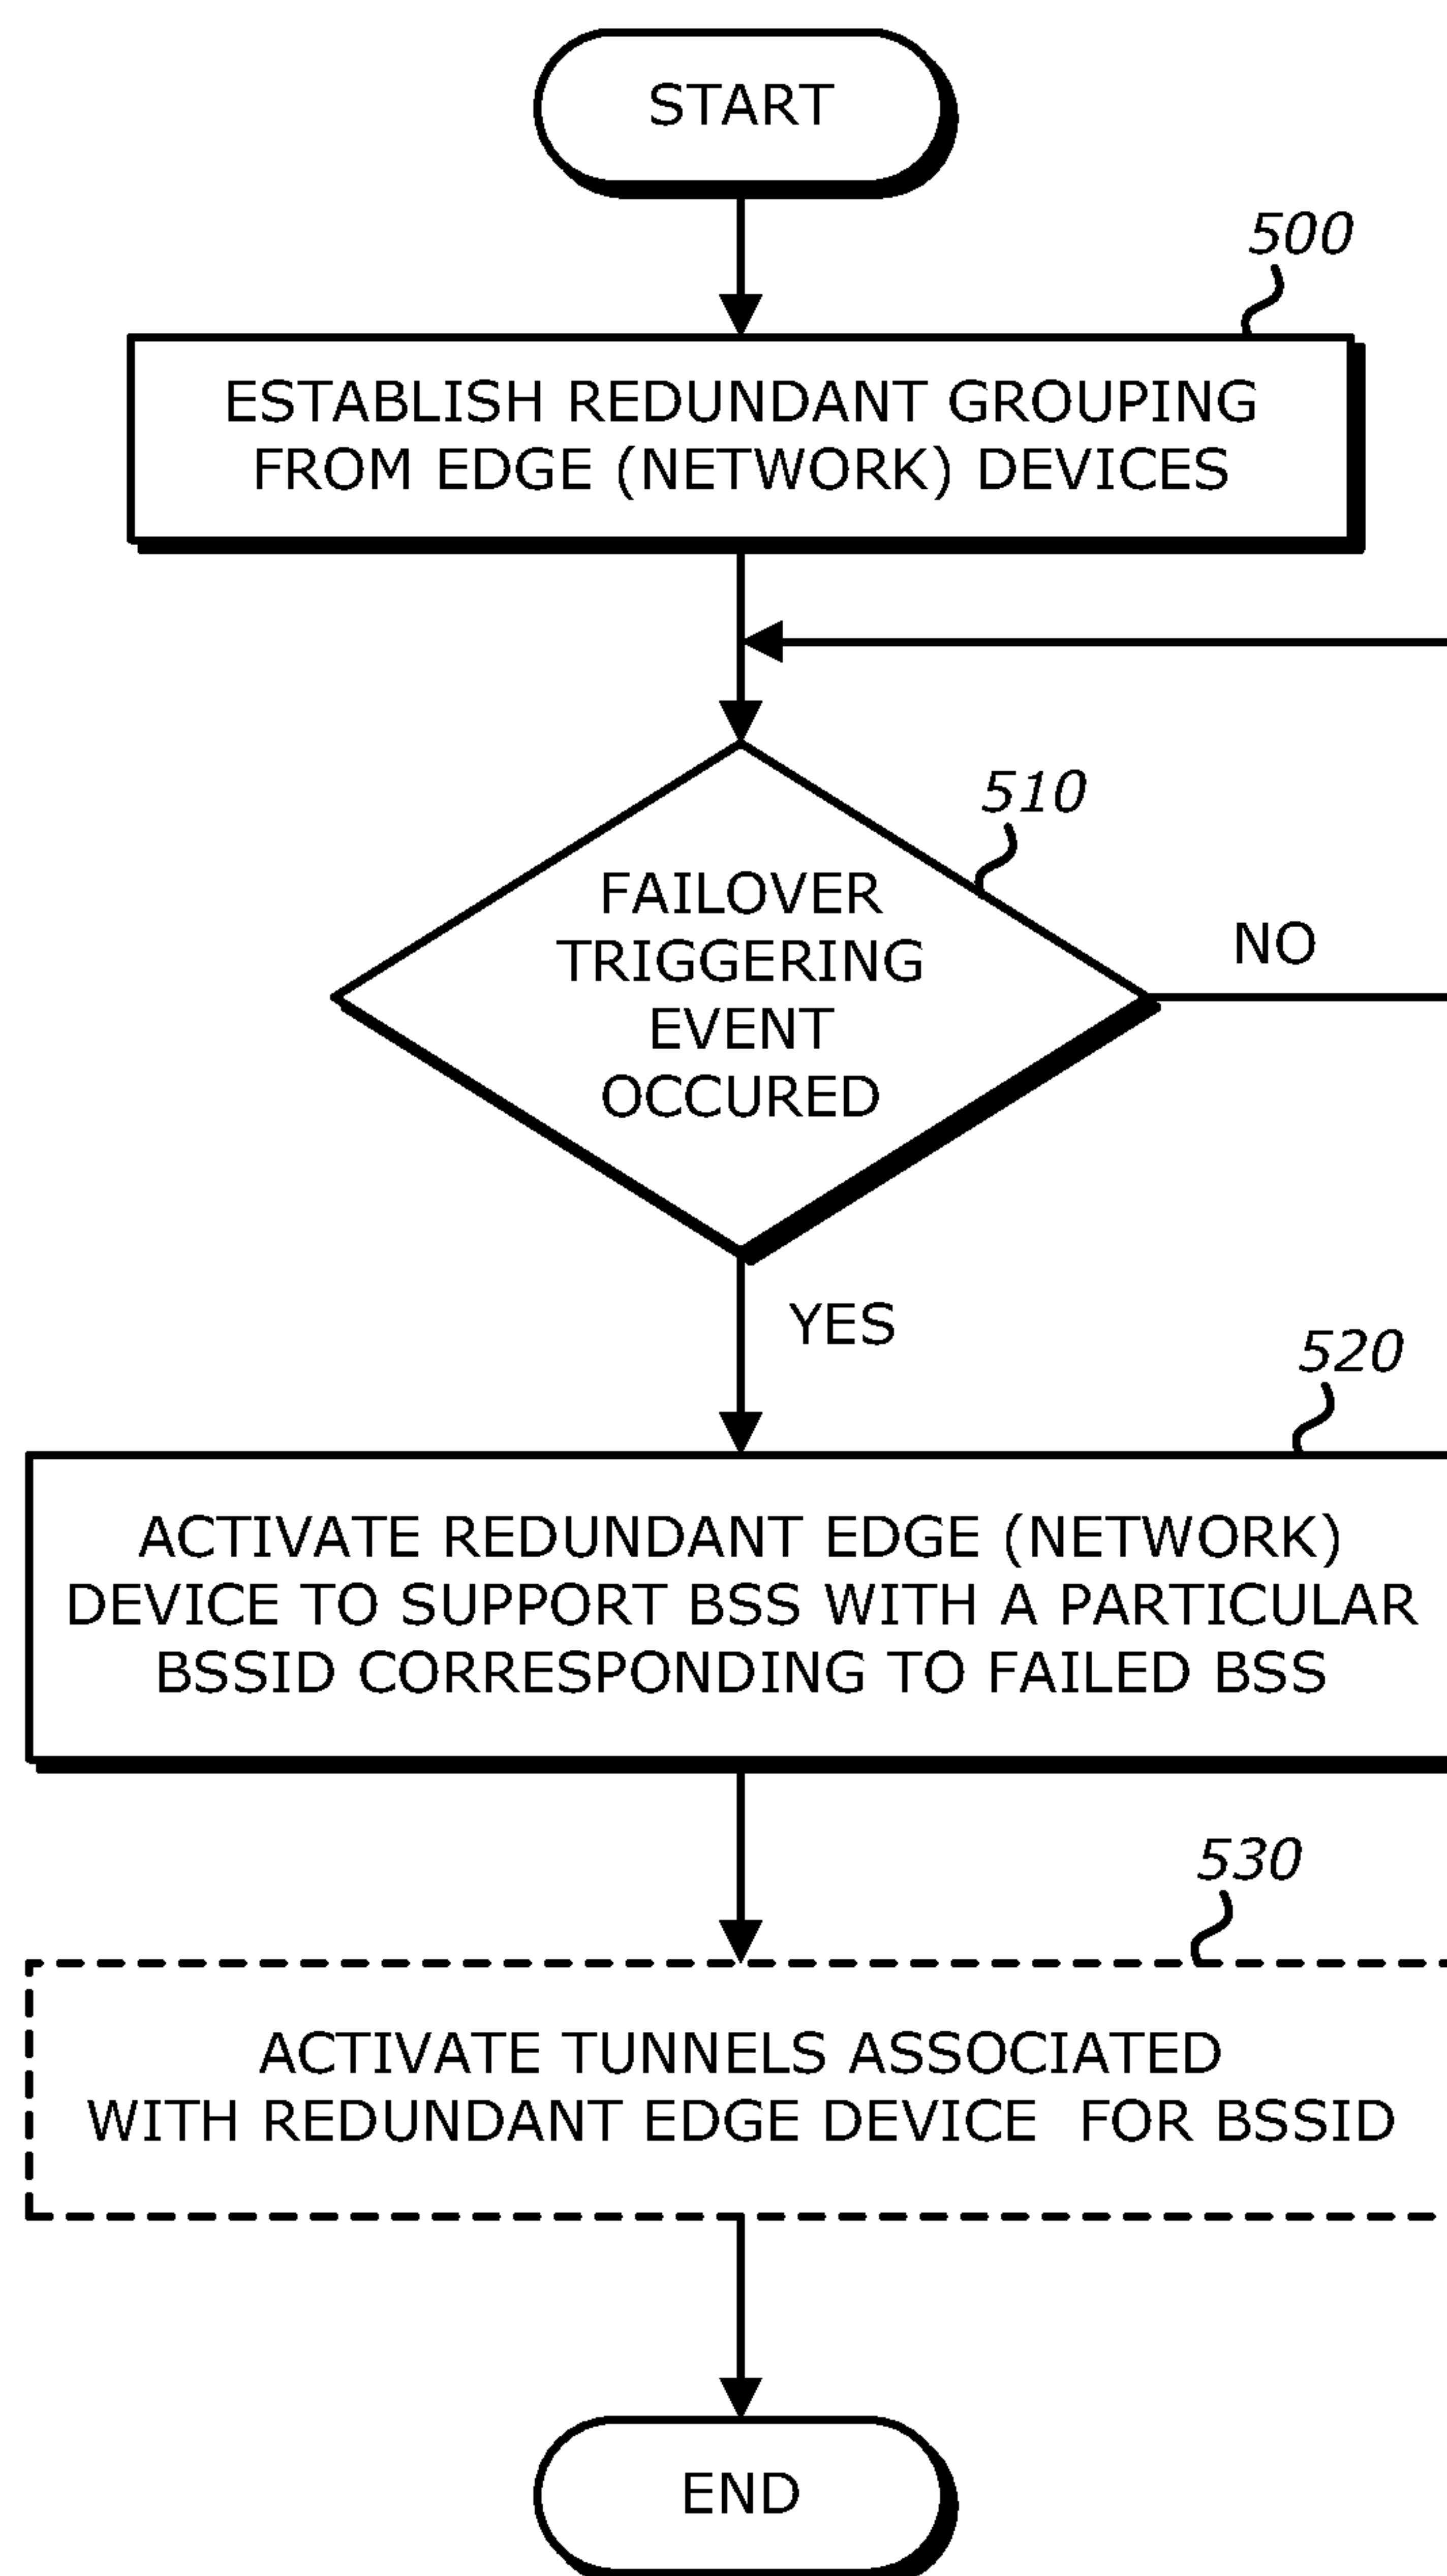 START
500
ESTABLISH REDUNDANT GROUPING
FROM EDGE (NETWORK) DEVICES
510
FAILOVER
TRIGGERING
EVENT
OCCURED
NO
YES
520
ACTIVATE REDUNDANT EDGE (NETWORK)
DEVICE TO SUPPORT BSS WITH A PARTICULAR
BSSID CORRESPONDING TO FAILED BSS
530
ACTIVATE TUNNELS ASSOCIATED
WITH REDUNDANT EDGE DEVICE FOR BSSID
END